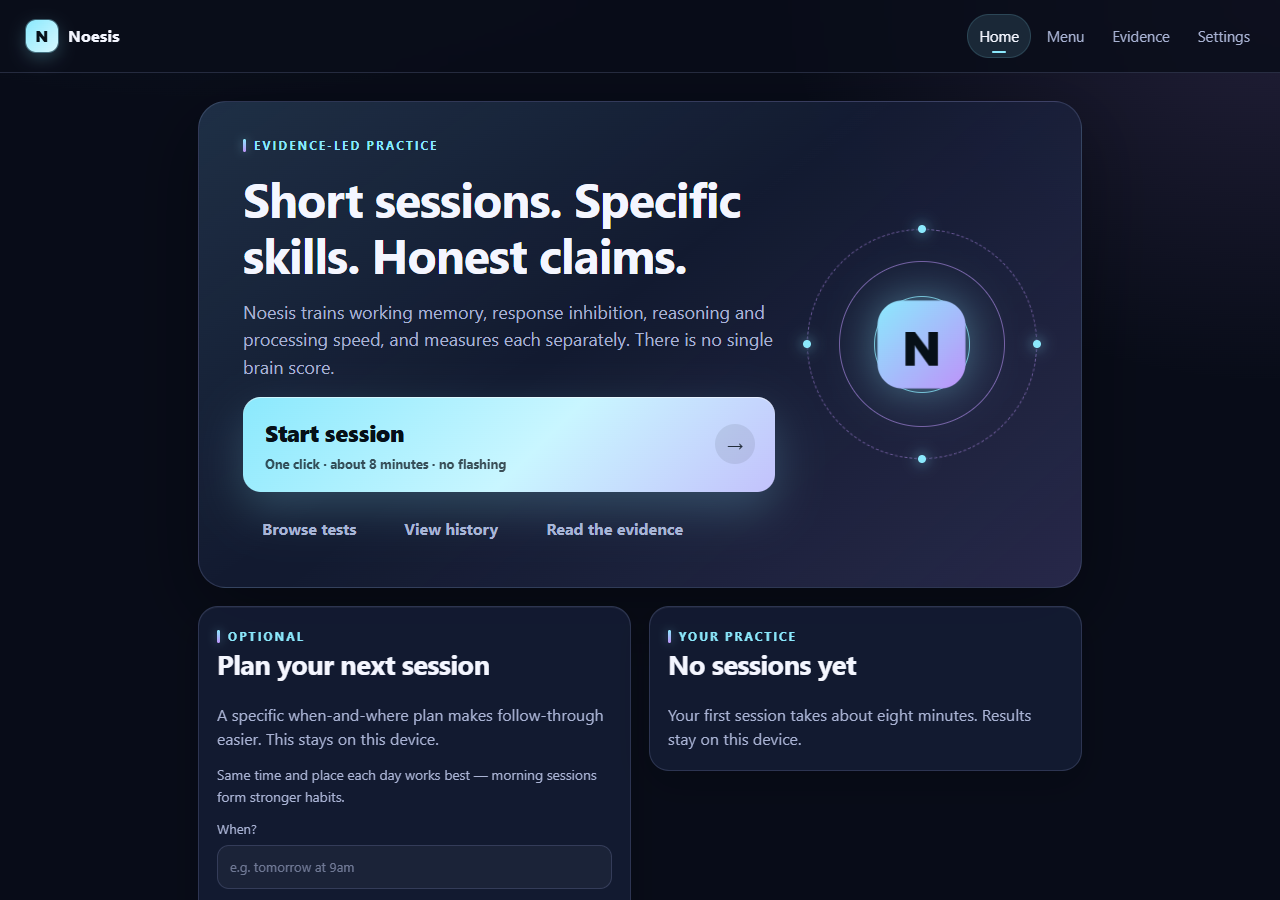 N Noesis
Home Menu Evidence Settings
EVIDENCE-LED PRACTICE
Short sessions. Specific
skills. Honest claims.
Noesis trains working memory, response inhibition, reasoning and
processing speed, and measures each separately. There is no single
brain score.
N
Start session
One click · about 8 minutes · no flashing
→
Browse tests View history Read the evidence
OPTIONAL
Plan your next session
A specific when-and-where plan makes follow-through
easier. This stays on this device.
Same time and place each day works best — morning sessions
form stronger habits.
When?
e.g. tomorrow at 9am
YOUR PRACTICE
No sessions yet
Your first session takes about eight minutes. Results
stay on this device.